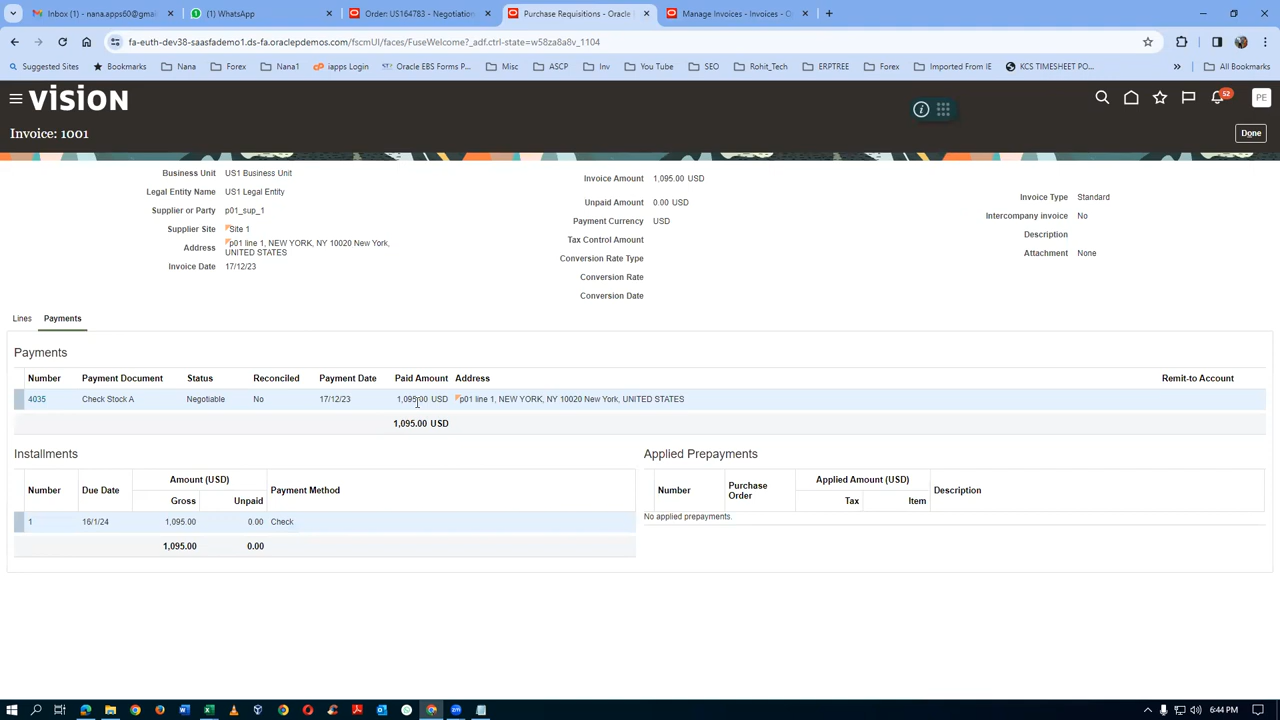 M - nana.apps60@gmail
(1) WhatsApp
Order: US164783 - Negotiation
Purchase Requisitions - Oracle
Manage Invoices - Invoices - O
fa-euth-dev38-saasfademo1.ds-fa.oraclepdemos.com/fscmUI/faces/FuseWelcome?_adf.ctrl-state=w58za8a8v_1104
Suggested Sites
Bookmarks
Nana
Forex
Nana1
iapps Login
Oracle EBS Forms P...
Misc
ASCP
Inv
You Tube
SEO
Rohit_Tech
ERPTREE
Forex
Imported From IE
KCS TIMESHEET PO...
»
All Bookmarks
VISION
52
PE
Invoice: 1001
Done
Business Unit US1 Business Unit
Legal Entity Name US1 Legal Entity
Supplier or Party p01_sup_1
Supplier Site Site 1
Address p01 line 1, NEW YORK, NY 10020 New York,
UNITED STATES
Invoice Date 17/12/23
Invoice Amount 1,095.00 USD
Unpaid Amount 0.00 USD
Payment Currency USD
Tax Control Amount
Conversion Rate Type
Conversion Rate
Conversion Date
Invoice Type Standard
Intercompany invoice No
Description
Attachment None
Lines Payments
Payments
Number Payment Document Status Reconciled Payment Date Paid Amount Address Remit-to Account
4035 Check Stock A Negotiable No 17/12/23 1,095.00 USD p01 line 1, NEW YORK, NY 10020 New York, UNITED STATES
1,095.00 USD
Installments
Number Due Date Amount (USD) Payment Method
Gross Unpaid
1 16/1/24 1,095.00 0.00 Check
1,095.00 0.00
Applied Prepayments
Number Purchase Order Applied Amount (USD) Description
Tax Item
No applied prepayments.
6:44 PM